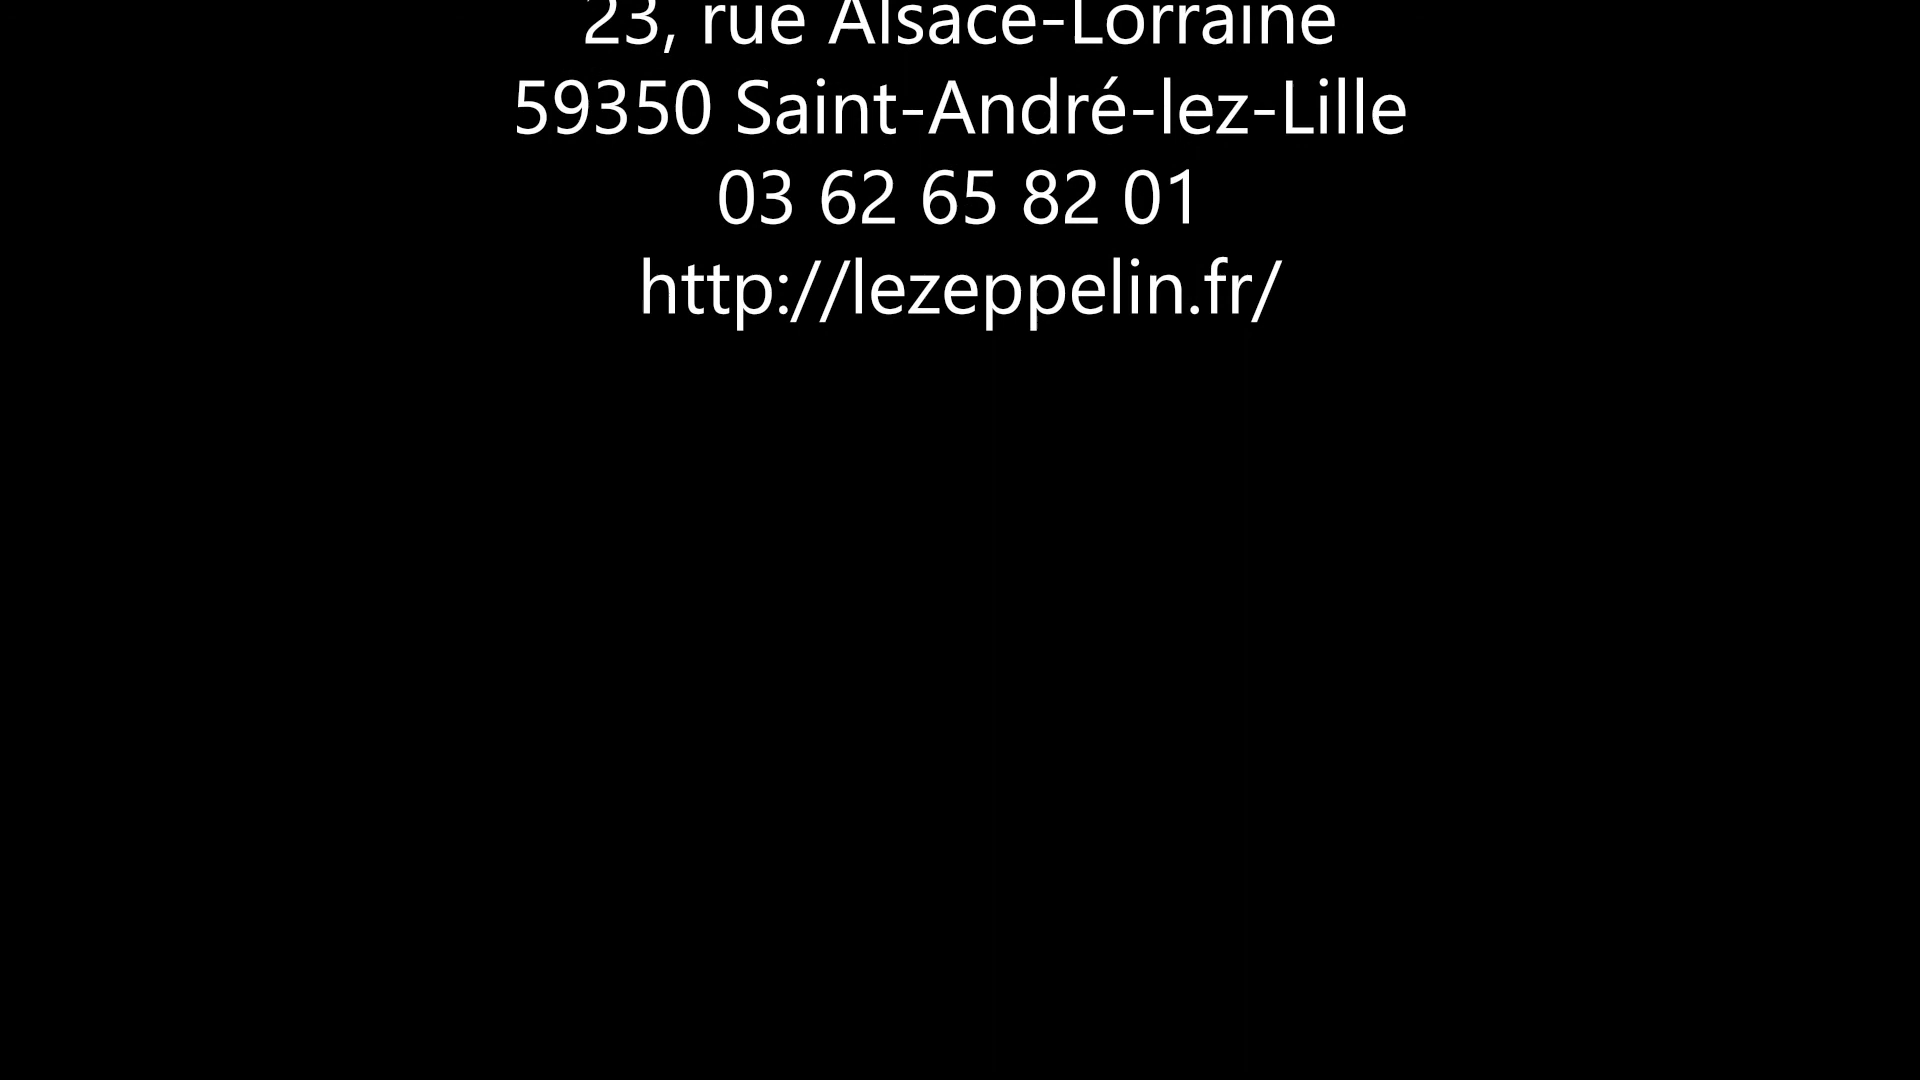 23, rue Alsace-Lorraine
59350 Saint-André-lez-Lille
03 62 65 82 01
http://lezeppelin.fr/